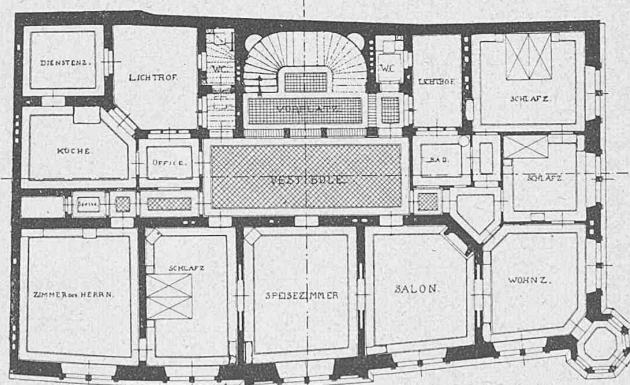 DIENSTENZ.
LICHTHOF.
W.C.
W.C
LICHTHOF
SCHLAFZ.
VORPLATZ
KÜCHE.
OFFICE.
VESTIBULE.
BAD.
SCHLAFZ
ZIMMER DES HERRN.
SCHLAFZ
SPEISEZIMMER
SALON.
WOHNZ.